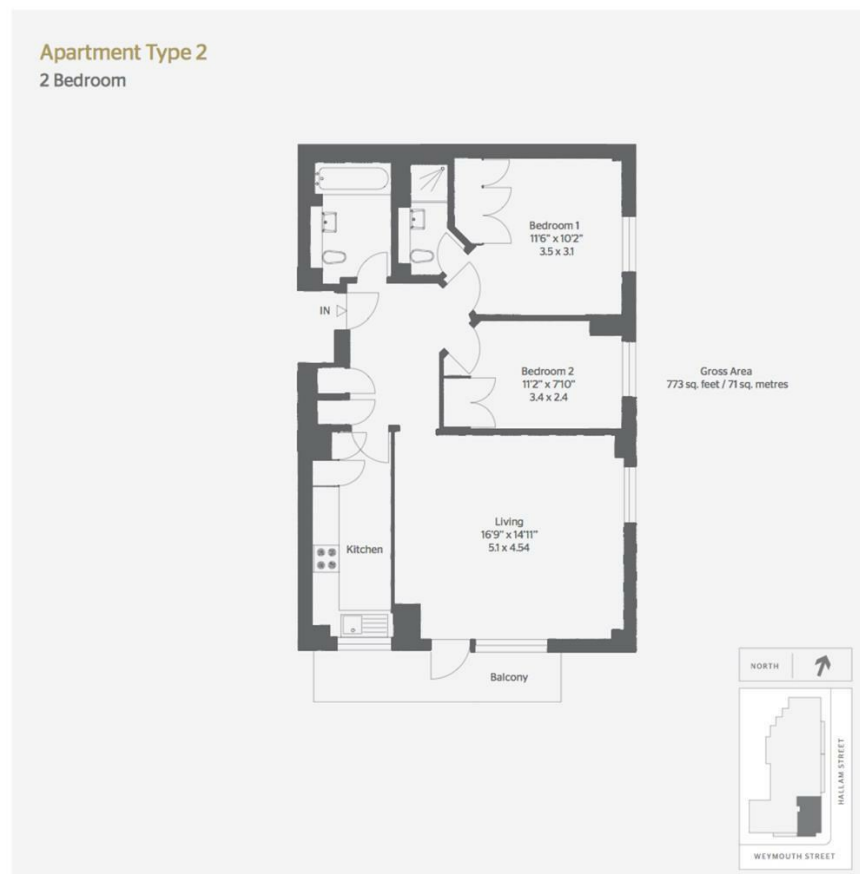 Apartment Type 2
2 Bedroom
Bedroom 1
11'6" x 10'2"
3.5 x 3.1
IN
Bedroom 2
11'2" x 7'10"
3.4 x 2.4
Gross Area
773 sq. feet / 71 sq. metres
Living
16'9" x 14'11"
5.1 x 4.54
Kitchen
Balcony
NORTH
HALLAM STREET
WEYMOUTH STREET